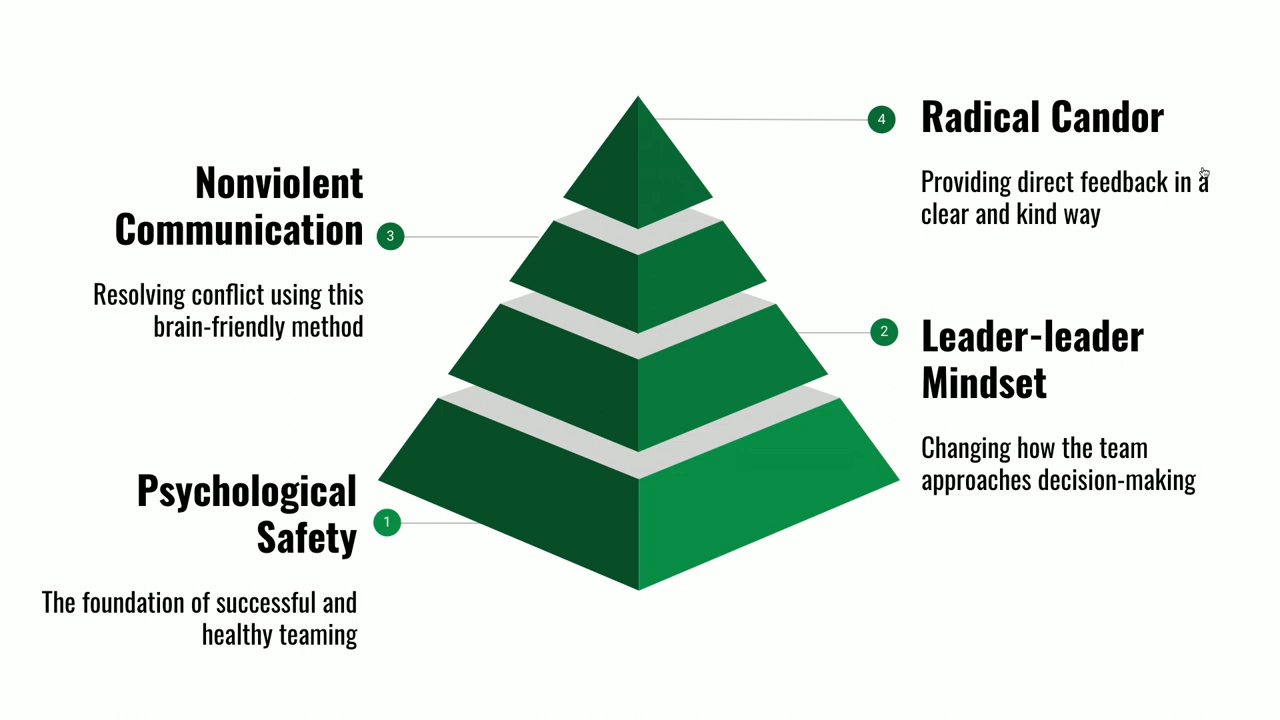 4
Radical Candor
Providing direct feedback in a
clear and kind way
Nonviolent
Communication
3
Resolving conflict using this
brain-friendly method
2
Leader-leader
Mindset
Changing how the team
approaches decision-making
Psychological
Safety
1
The foundation of successful and
healthy teaming